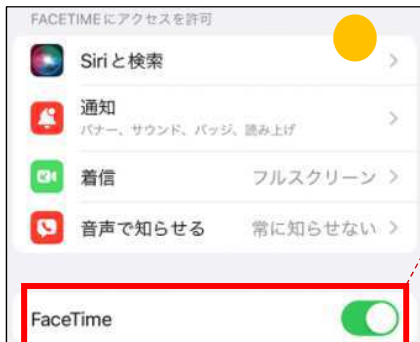 FACETIMEにアクセスを許可
Siriと検索
通知
バナー、サウンド、バッジ、読み上げ
着信 フルスクリーン
音声で知らせる 常に知らせない
FaceTime